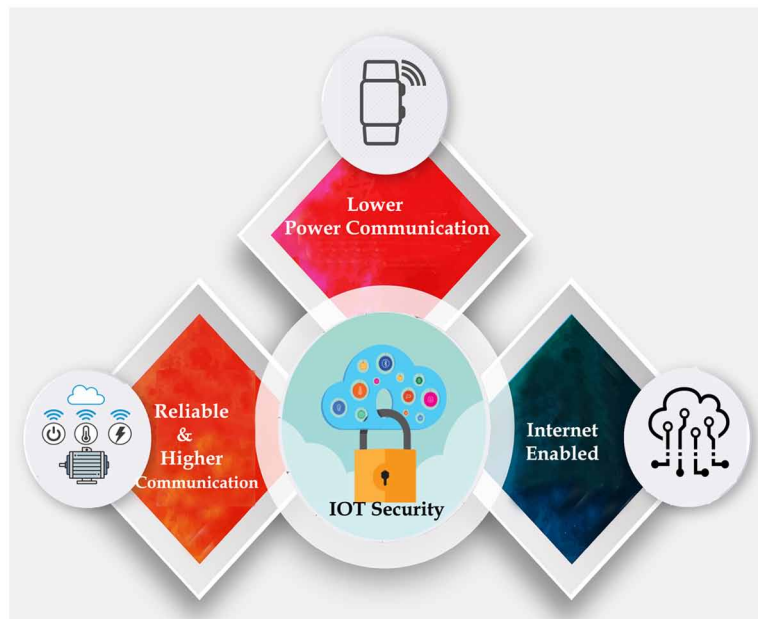 Lower
Power Communication
Reliable
&
Higher
Communication
Internet
Enabled
IOT Security